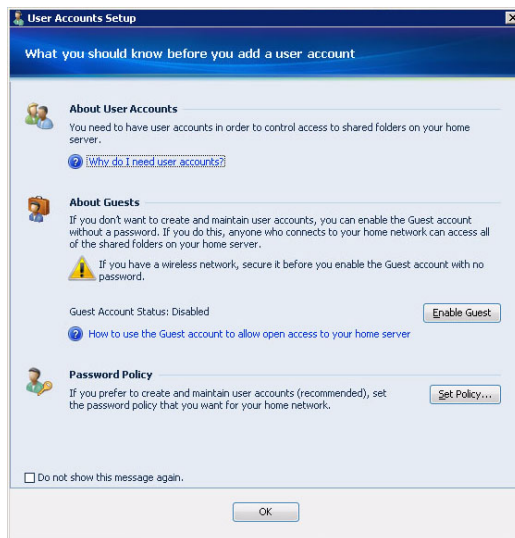 User Accounts Setup
What you should know before you add a user account
About User Accounts
You need to have user accounts in order to control access to shared folders on your home
server.
Why do I need user accounts?
About Guests
If you don't want to create and maintain user accounts, you can enable the Guest account
without a password. If you do this, anyone who connects to your home network can access all
of the shared folders on your home server.
If you have a wireless network, secure it before you enable the Guest account with no
password.
Guest Account Status: Disabled
Enable Guest
How to use the Guest account to allow open access to your home server
Password Policy
If you prefer to create and maintain user accounts (recommended), set
the password policy that you want for your home network.
Set Policy...
Do not show this message again.
OK